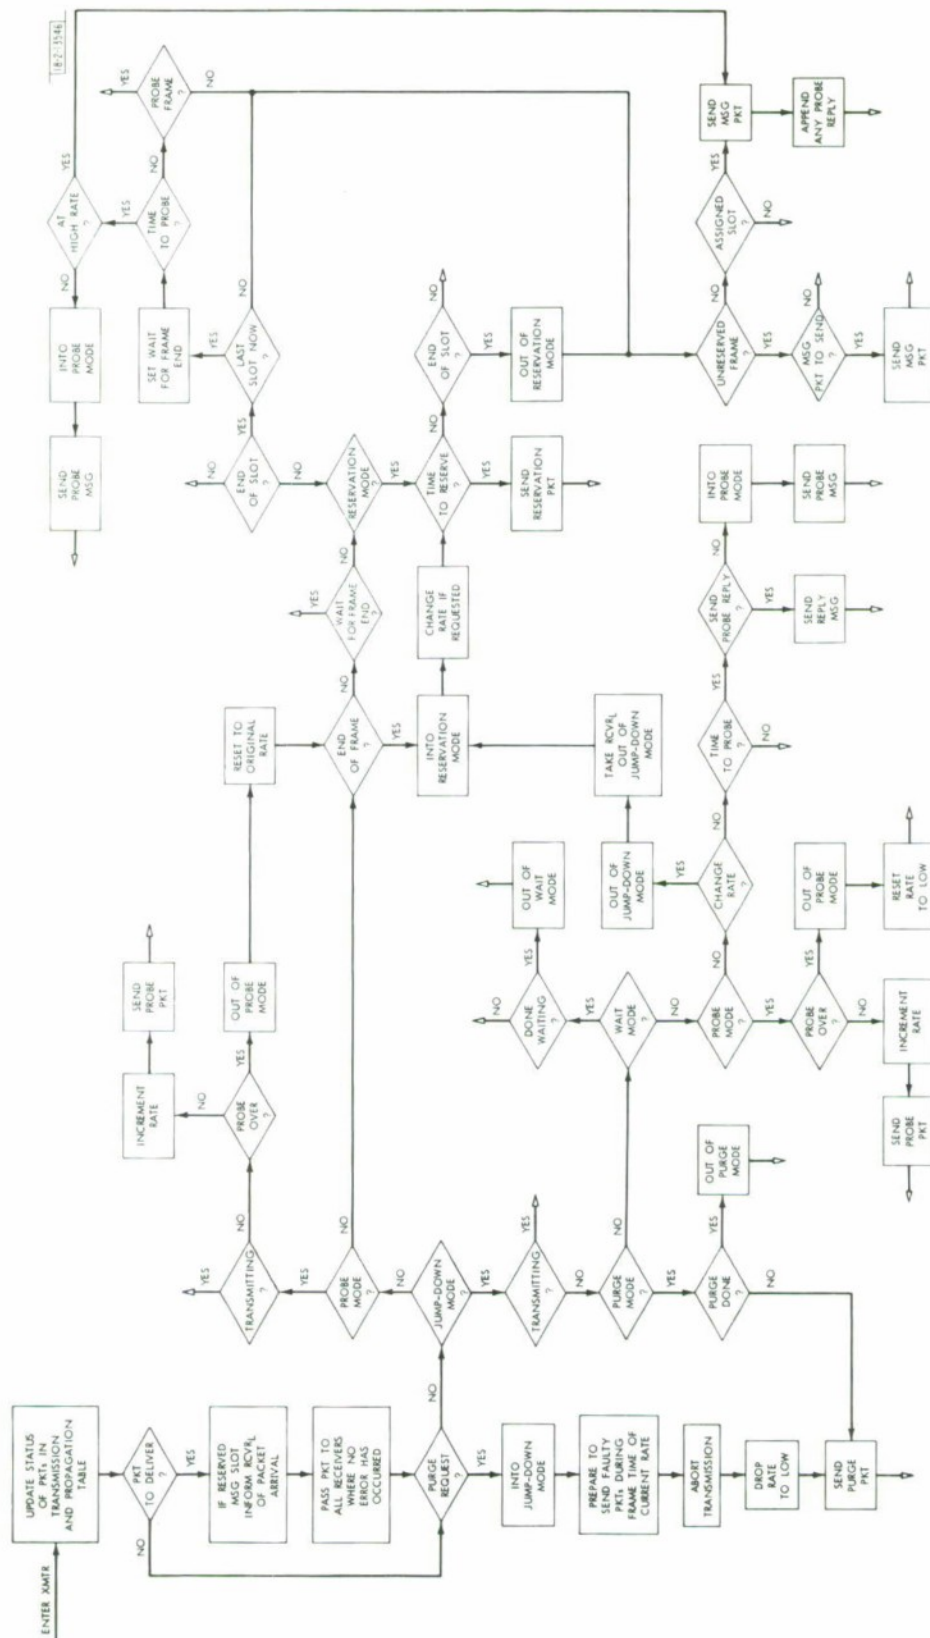 ENTER XMTR
UPDATE STATUS
OF PKTs IN
TRANSMISSION
AND PROPAGATION
TABLE
PKT
TO DELIVER
?
NO
YES
IF RESERVED
MSG SLOT
INFORM RCVRL
OF PACKET
ARRIVAL
PASS PKT TO
ALL RECEIVERS
WHERE NO
ERROR HAS
OCCURRED
PURGE
REQUEST
?
NO
YES
INTO
JUMP-DOWN
MODE
PREPARE TO
SEND FAULTY
PKTs DURING
FRAME TIME OF
CURRENT RATE
ABORT
TRANSMISSION
DROP
RATE
TO LOW
SEND
PURGE
PKT
JUMP-DOWN
MODE
?
NO
YES
PROBE
MODE
?
NO
YES
TRANSMITTING
?
YES
NO
PROBE
OVER
?
NO
YES
INCREMENT
RATE
SEND
PROBE
PKT
OUT OF
PROBE
MODE
RESET TO
ORIGINAL
RATE
TRANSMITTING
?
YES
NO
PURGE
MODE
?
NO
YES
PURGE
DONE
?
YES
NO
OUT OF
PURGE
MODE
WAIT
MODE
?
YES
NO
DONE
WAITING
?
NO
YES
OUT OF
WAIT
MODE
PROBE
MODE
?
NO
YES
PROBE
OVER
?
YES
NO
OUT OF
PROBE
MODE
RESET
RATE
TO LOW
INCREMENT
RATE
SEND
PROBE
PKT
CHANGE
RATE
?
YES
NO
OUT OF
JUMP-DOWN
MODE
TAKE RCVRL
OUT OF
JUMP-DOWN
MODE
TIME
TO PROBE
?
YES
NO
SEND
PROBE REPLY
?
NO
YES
SEND
REPLY
MSG
INTO
PROBE
MODE
SEND
PROBE
MSG
END
OF FRAME
?
NO
YES
INTO
RESERVATION
MODE
CHANGE
RATE IF
REQUESTED
WAIT
FOR FRAME
END
?
YES
NO
RESERVATION
MODE
?
YES
NO
END
OF SLOT
?
NO
YES
TIME
TO RESERVE
?
NO
YES
SEND
RESERVATION
PKT
END
OF SLOT
?
NO
YES
OUT OF
RESERVATION
MODE
LAST
SLOT NOW
?
YES
NO
SET WAIT
FOR FRAME
END
TIME
TO PROBE
?
YES
NO
PROBE
FRAME
?
YES
NO
AT
HIGH RATE
?
NO
YES
INTO
PROBE
MODE
SEND
PROBE
MSG
UNRESERVED
FRAME
?
NO
YES
MSG
PKT TO SEND
?
NO
YES
SEND
MSG
PKT
ASSIGNED
SLOT
?
YES
NO
SEND
MSG
PKT
APPEND
ANY PROBE
REPLY
18-2-13546